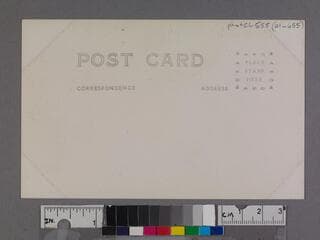 POST CARD
PLACE
STAMP
HERE
CORRESPONDENCE
ADDRESS
IN. 1
CM 1 2 3